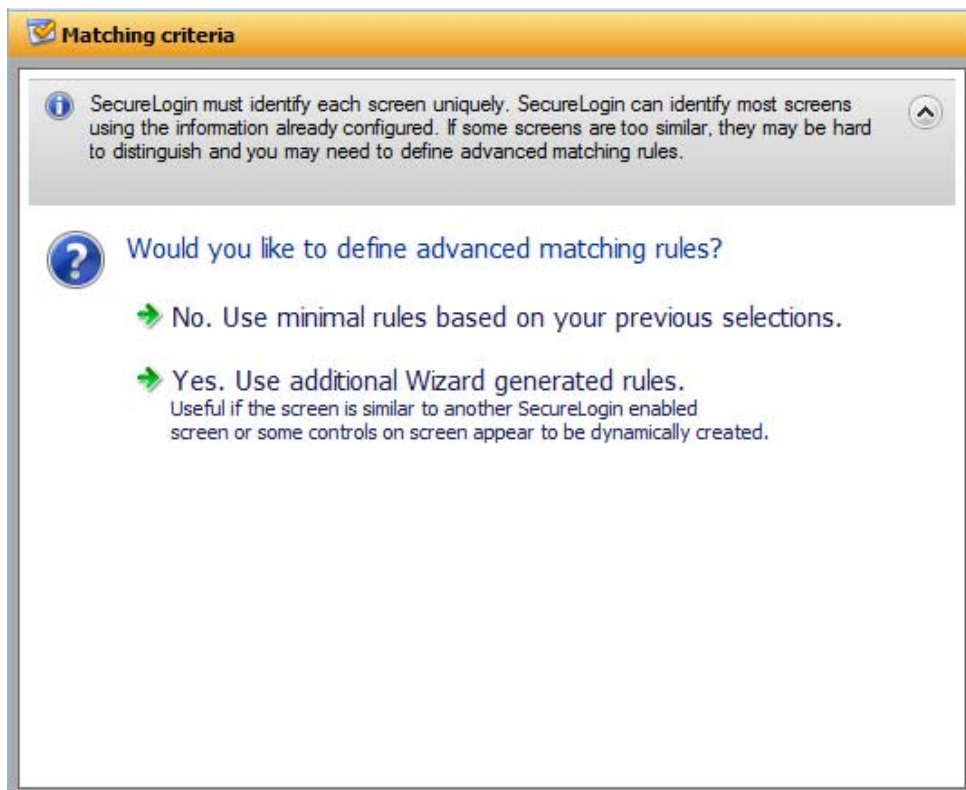 Matching criteria
SecureLogin must identify each screen uniquely. SecureLogin can identify most screens
using the information already configured. If some screens are too similar, they may be hard
to distinguish and you may need to define advanced matching rules.
Would you like to define advanced matching rules?
No. Use minimal rules based on your previous selections.
Yes. Use additional Wizard generated rules.
Useful if the screen is similar to another SecureLogin enabled
screen or some controls on screen appear to be dynamically created.